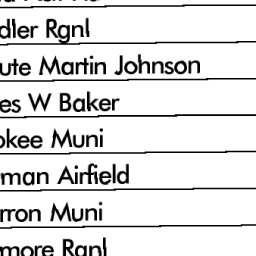 dler Rgnl
ute Martin Johnson
es W Baker
okee Muni
man Airfield
rron Muni
more Rgnl